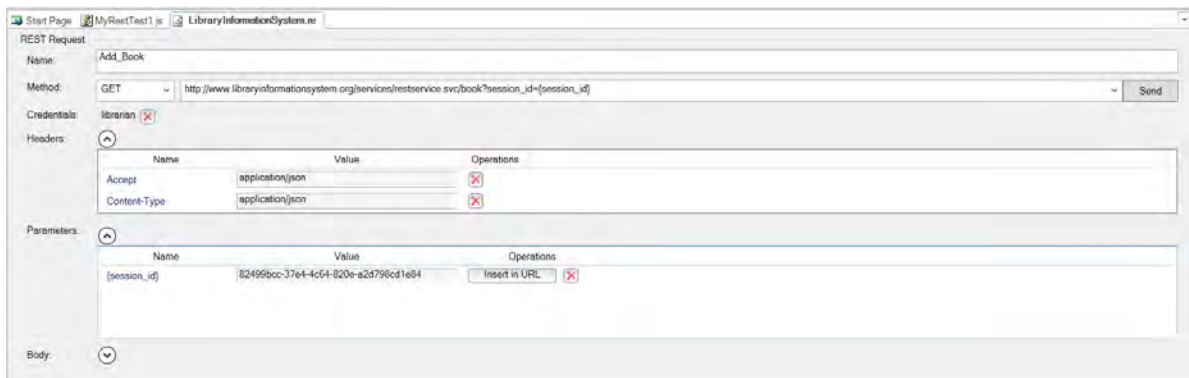 Start Page MyRestTest1.js LibraryInformationSystem.re
REST Request
Name: Add_Book
Method: GET http://www.libraryinformationsystem.org/services/restservice.svc/book?session_id={session_id} Send
Credentials: librarian
Headers:
Name Value Operations
Accept application/json
Content-Type application/json
Parameters:
Name Value Operations
{session_id} 82499bcc-37e4-4c64-820e-a2d798cd1e84 Insert in URL
Body: